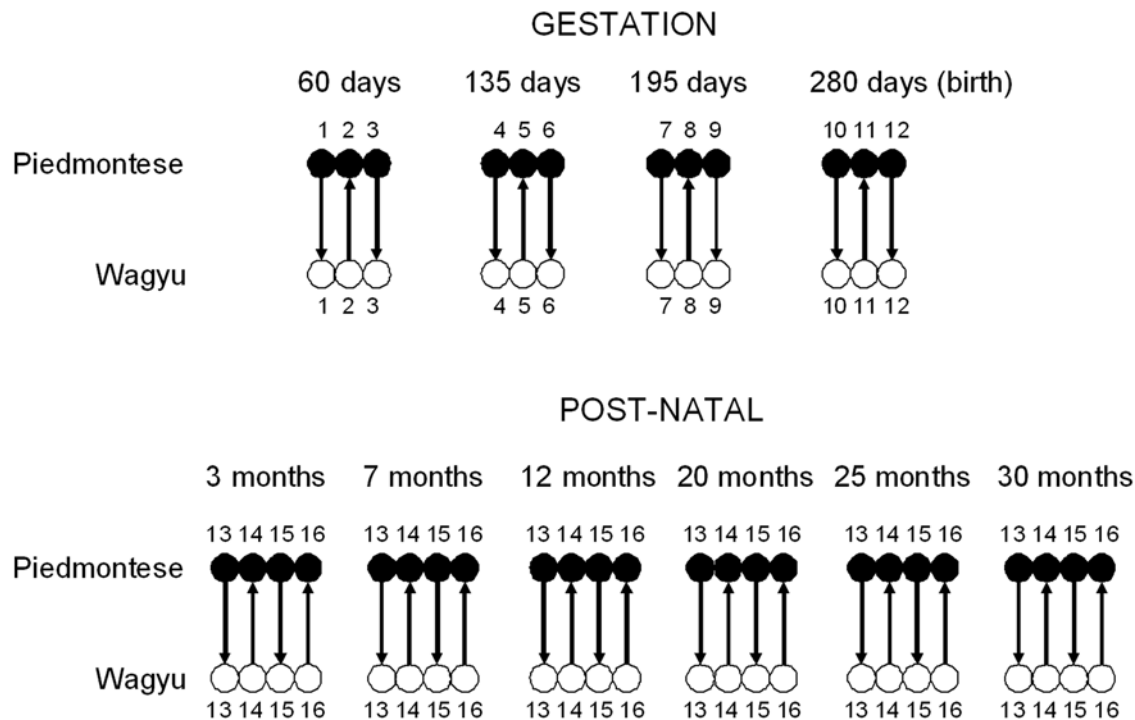 GESTATION
60 days 135 days 195 days 280 days (birth)
1 2 3 4 5 6 7 8 9 10 11 12
Piedmontese
Wagyu
1 2 3 4 5 6 7 8 9 10 11 12
POST-NATAL
3 months 7 months 12 months 20 months 25 months 30 months
13 14 15 16 13 14 15 16 13 14 15 16 13 14 15 16 13 14 15 16 13 14 15 16
Piedmontese
Wagyu
13 14 15 16 13 14 15 16 13 14 15 16 13 14 15 16 13 14 15 16 13 14 15 16